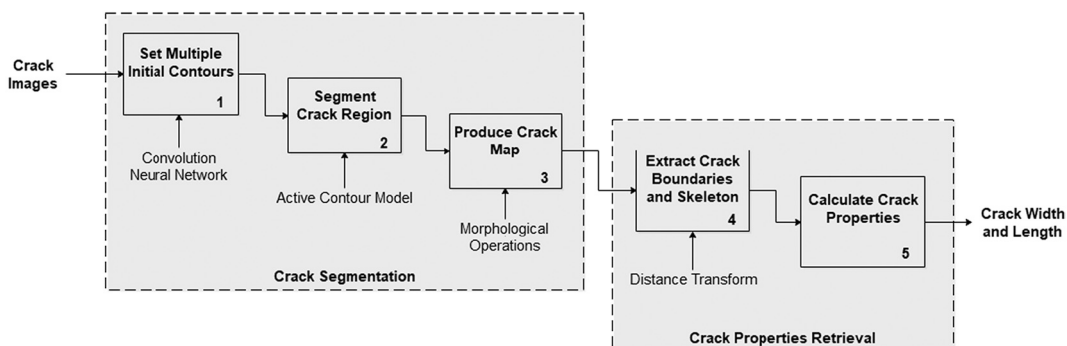 Crack
Images
Set Multiple
Initial Contours
1
Convolution
Neural Network
Segment
Crack Region
2
Active Contour Model
Produce Crack
Map
3
Morphological
Operations
Crack Segmentation
Extract Crack
Boundaries
and Skeleton
4
Distance Transform
Calculate Crack
Properties
5
Crack Properties Retrieval
Crack Width
and Length